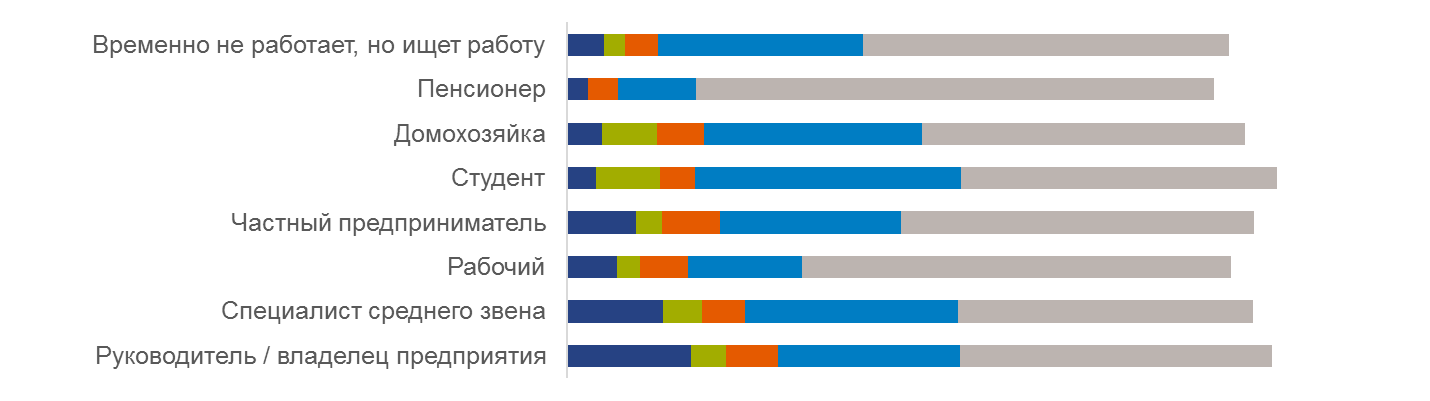 Временно не работает, но ищет работу
Пенсионер
Домохозяйка
Студент
Частный предприниматель
Рабочий
Специалист среднего звена
Руководитель / владелец предприятия